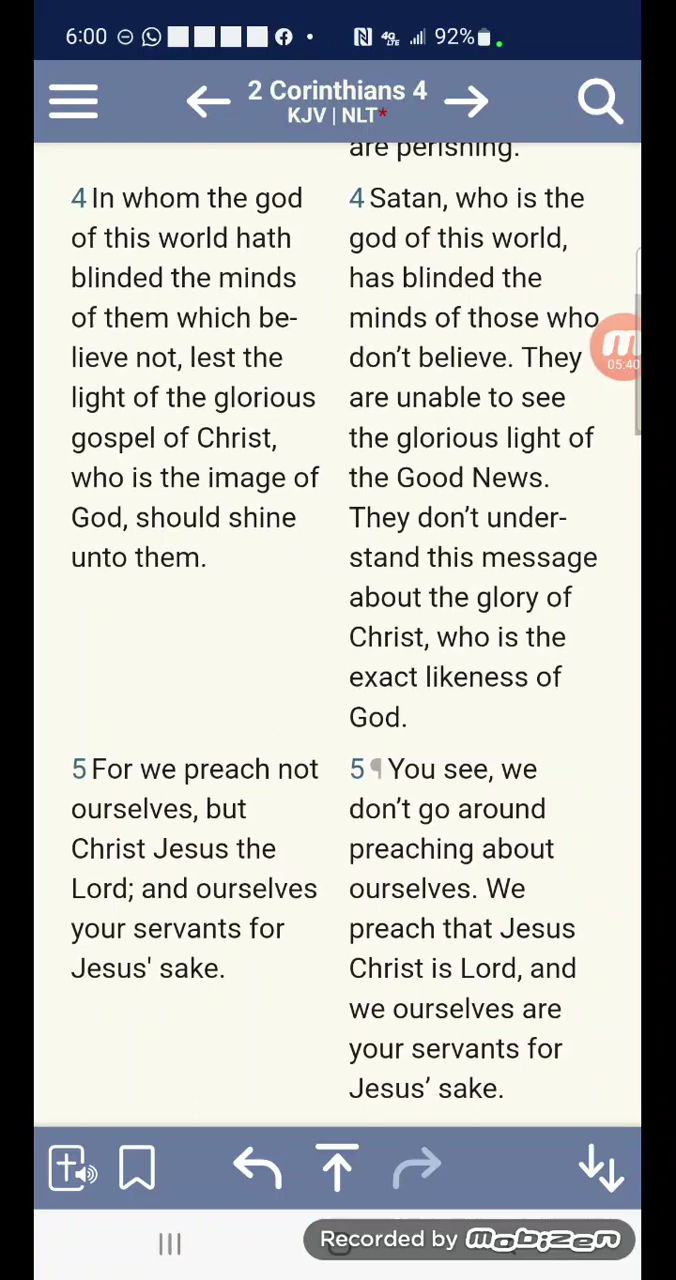 6:00 92%
2 Corinthians 4
KJV | NLT*
are perishing.
4 In whom the god
of this world hath
blinded the minds
of them which be-
lieve not, lest the
light of the glorious
gospel of Christ,
who is the image of
God, should shine
unto them.
4 Satan, who is the
god of this world,
has blinded the
minds of those who
don’t believe. They
are unable to see
the glorious light of
the Good News.
They don’t under-
stand this message
about the glory of
Christ, who is the
exact likeness of
God.
05:40
5 For we preach not
ourselves, but
Christ Jesus the
Lord; and ourselves
your servants for
Jesus' sake.
5 ¶ You see, we
don’t go around
preaching about
ourselves. We
preach that Jesus
Christ is Lord, and
we ourselves are
your servants for
Jesus’ sake.
Recorded by mobizen